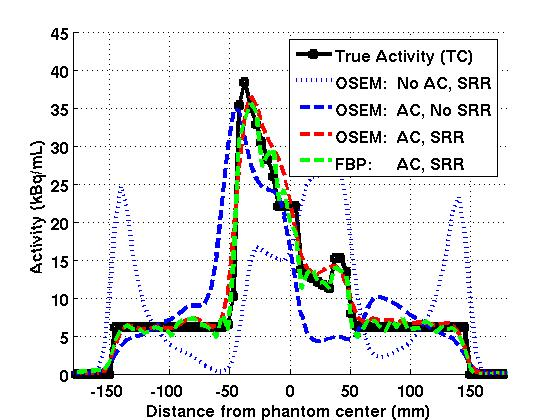 45
40
35
30
25
20
15
10
5
0
Activity (kBq/mL)
True Activity (TC)
OSEM: No AC, SRR
OSEM: AC, No SRR
OSEM: AC, SRR
FBP: AC, SRR
-150 -100 -50 0 50 100 150
Distance from phantom center (mm)